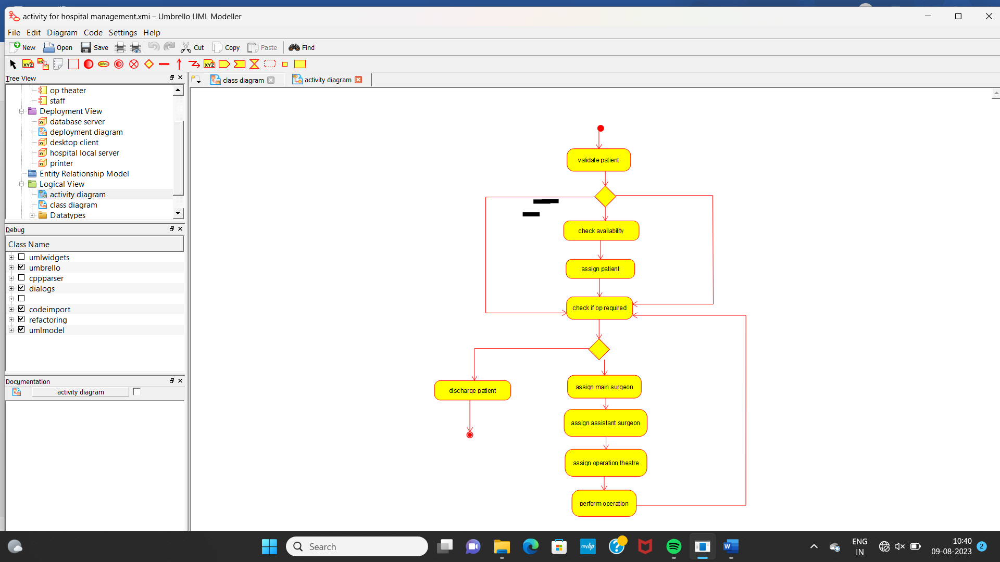 activity for hospital management.xmi – Umbrello UML Modeller
File Edit Diagram Code Settings Help
New Open Save Cut Copy Paste Find
Tree View
class diagram
activity diagram
op theater
staff
Deployment View
database server
deployment diagram
desktop client
hospital local server
printer
Entity Relationship Model
Logical View
activity diagram
class diagram
Datatypes
Debug
Class Name
umlwidgets
umbrello
cppparser
dialogs
codeimport
refactoring
umlmodel
Documentation
activity diagram
validate patient
check availability
assign patient
check if op required
discharge patient
assign main surgeon
assign assistant surgeon
assign operation theatre
perform operation
Search
myhp
ENG
IN
10:40
09-08-2023
2